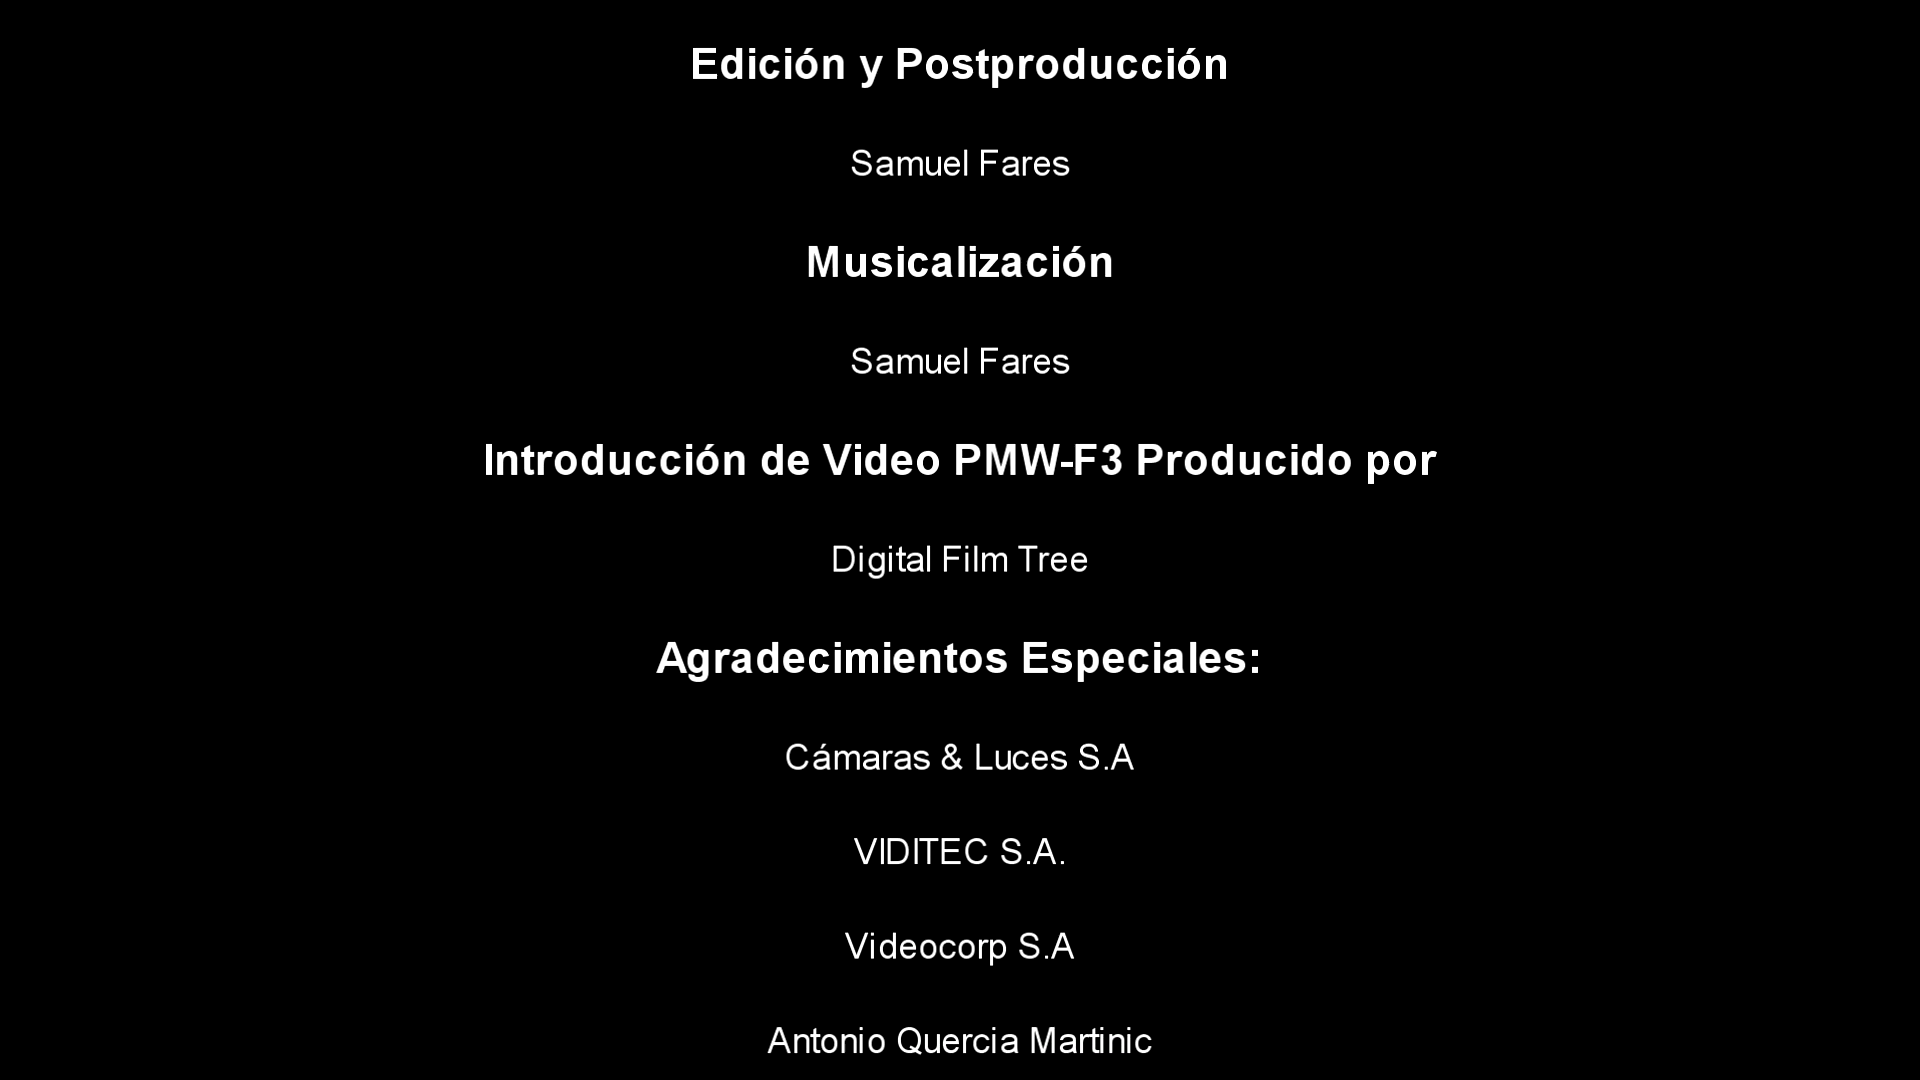 Edición y Postproducción
Samuel Fares
Musicalización
Samuel Fares
Introducción de Video PMW-F3 Producido por
Digital Film Tree
Agradecimientos Especiales:
Cámaras & Luces S.A
VIDITEC S.A.
Videocorp S.A
Antonio Quercia Martinic